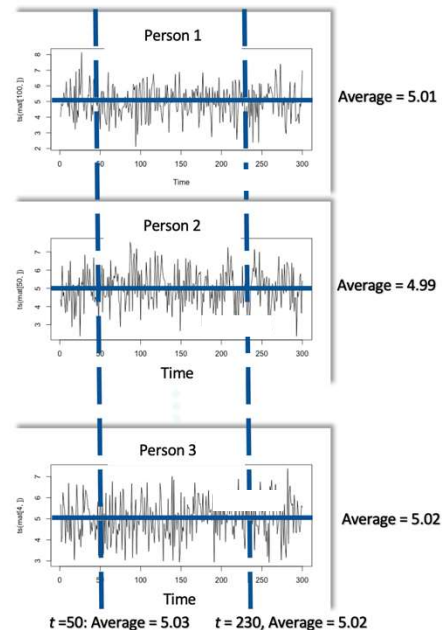 Person 1
ts(mat[100, ])
8
7
6
5
4
3
2
0 50 100 150 200 250 300
Time
Average = 5.01
Person 2
ts(mat[50, ])
7
6
5
4
3
0 50 100 150 200 250 300
Time
Average = 4.99
Person 3
ts(mat[4, ])
7
6
5
4
3
0 50 100 150 200 250 300
Time
Average = 5.02
t =50: Average = 5.03 t = 230, Average = 5.02